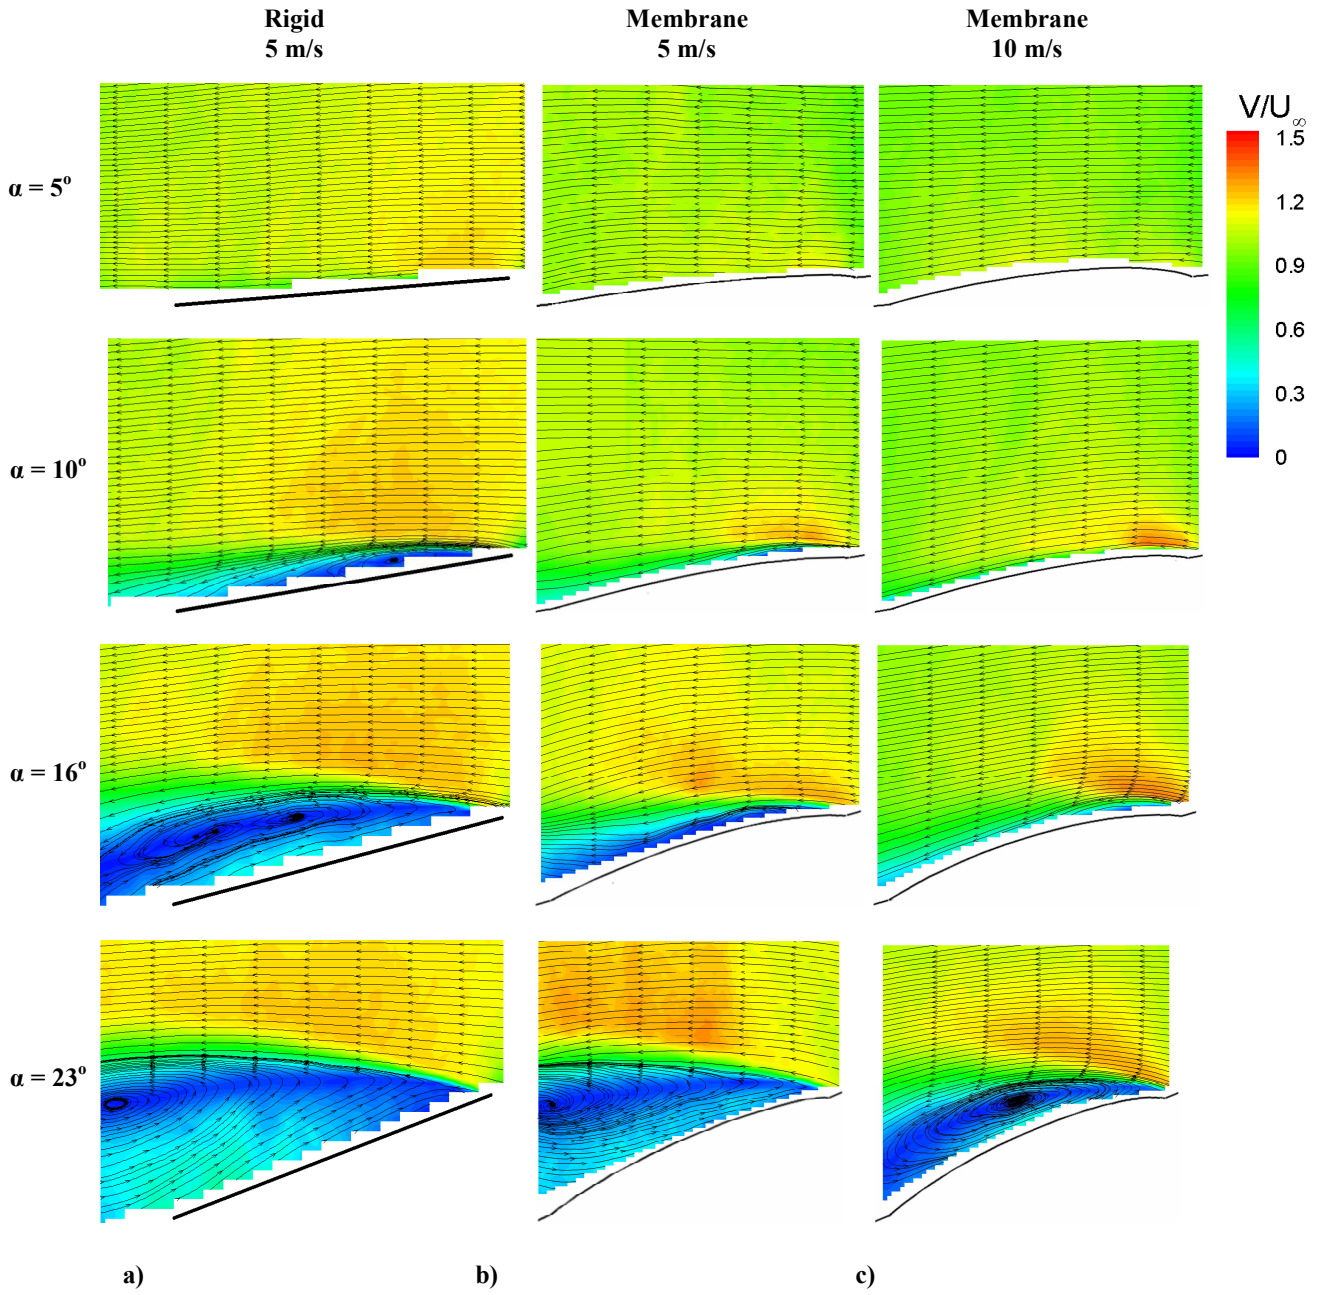 Rigid
5 m/s
Membrane
5 m/s
Membrane
10 m/s
V/U∞
1.5
1.2
0.9
0.6
0.3
0
α = 5°
α = 10°
α = 16°
α = 23°
a)
b)
c)